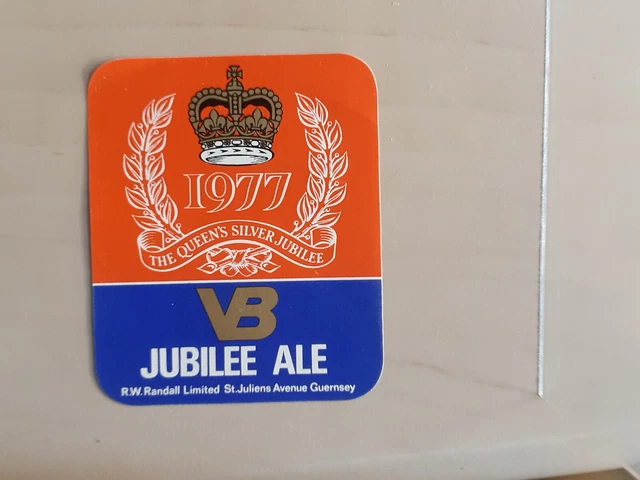 1977
THE QUEEN'S SILVER JUBILEE
VB
JUBILEE ALE
R.W. Randall Limited St. Juliens Avenue Guernsey